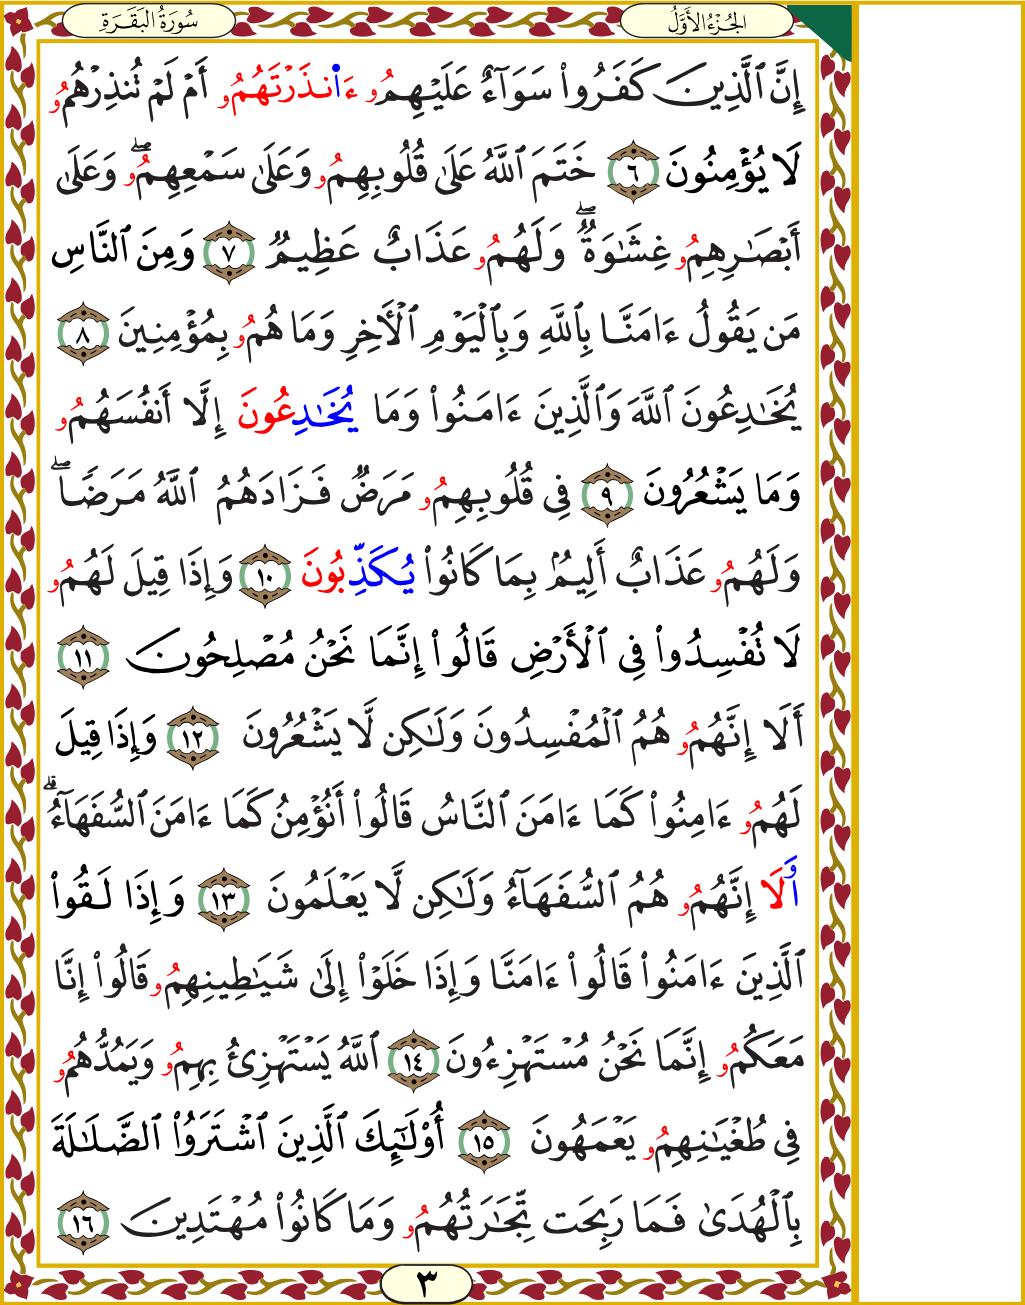 سُورَةُ البَقَرَةِ
الجُزْءُ الأَوَّلُ
إِنَّ ٱلَّذِينَ كَفَرُواْ سَوَآءٌ عَلَيْهِمُۥ ءَا۬نذَرْتَهُمُۥ أَمْ لَمْ تُنذِرْهُمُۥ
لَا يُؤْمِنُونَ ٦ خَتَمَ ٱللَّهُ عَلَىٰ قُلُوبِهِمُۥ وَعَلَىٰ سَمْعِهِمُۥۖ وَعَلَىٰ
أَبْصَٰرِهِمُۥ غِشَٰوَةٌۖ وَلَهُمُۥ عَذَابٌ عَظِيمٌ ٧ وَمِنَ ٱلنَّاسِ
مَن يَقُولُ ءَامَنَّا بِٱللَّهِ وَبِٱلْيَوْمِ ٱلْأٓخِرِ وَمَا هُمُۥ بِمُؤْمِنِينَ ٨
يُخَٰدِعُونَ ٱللَّهَ وَٱلَّذِينَ ءَامَنُواْ وَمَا يُخَٰدِعُونَ إِلَّا أَنفُسَهُمُۥ
وَمَا يَشْعُرُونَ ٩ فِى قُلُوبِهِمُۥ مَرَضٌ فَزَادَهُمُ ٱللَّهُ مَرَضًاۖ
وَلَهُمُۥ عَذَابٌ أَلِيمُۢ بِمَا كَانُواْ يُكَذِّبُونَ ١٠ وَإِذَا قِيلَ لَهُمُۥ
لَا تُفْسِدُواْ فِى ٱلْأَرْضِ قَالُواْ إِنَّمَا نَحْنُ مُصْلِحُونَ ١١
أَلَا إِنَّهُمُۥ هُمُ ٱلْمُفْسِدُونَ وَلَٰكِن لَّا يَشْعُرُونَ ١٢ وَإِذَا قِيلَ
لَهُمُۥ ءَامِنُواْ كَمَا ءَامَنَ ٱلنَّاسُ قَالُواْ أَنُؤْمِنُ كَمَا ءَامَنَ ٱلسُّفَهَآءُۗ
اَ۬لَا إِنَّهُمُۥ هُمُ ٱلسُّفَهَآءُ وَلَٰكِن لَّا يَعْلَمُونَ ١٣ وَإِذَا لَقُواْ
ٱلَّذِينَ ءَامَنُواْ قَالُواْ ءَامَنَّا وَإِذَا خَلَوْاْ إِلَىٰ شَيَٰطِينِهِمُۥ قَالُواْ إِنَّا
مَعَكُمُۥ إِنَّمَا نَحْنُ مُسْتَهْزِءُونَ ١٤ ٱللَّهُ يَسْتَهْزِئُ بِهِمُۥ وَيَمُدُّهُمُۥ
فِى طُغْيَٰنِهِمُۥ يَعْمَهُونَ ١٥ أُوْلَٰٓئِكَ ٱلَّذِينَ ٱشْتَرَوُاْ ٱلضَّلَٰلَةَ
بِٱلْهُدَىٰ فَمَا رَبِحَت تِّجَٰرَتُهُمُۥ وَمَا كَانُواْ مُهْتَدِينَ ١٦
٣